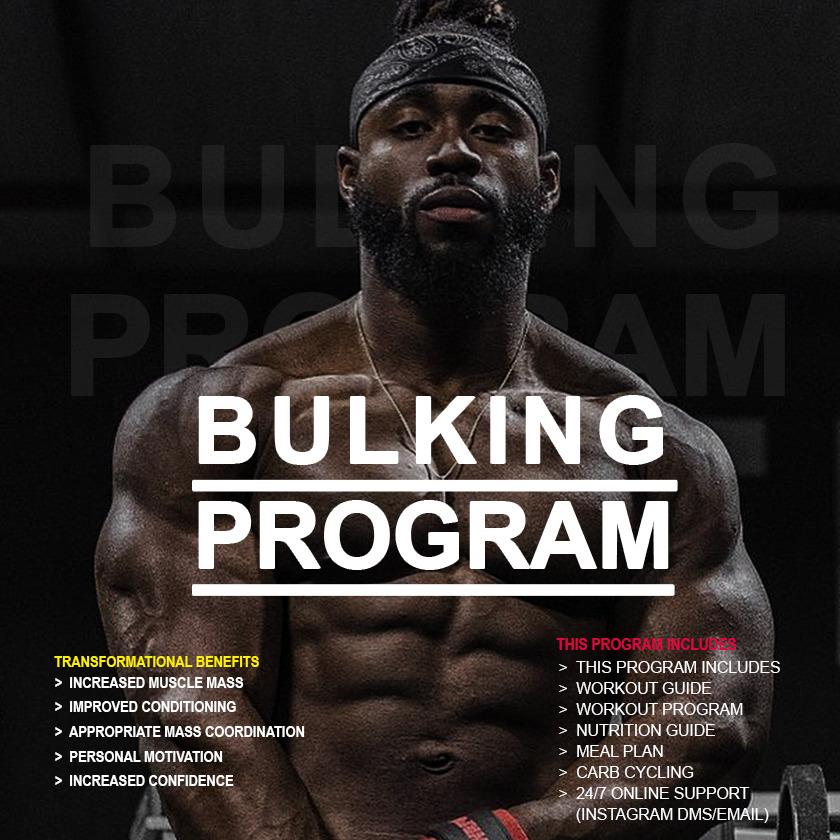 BULKING
PROGRAM
BULKING
PROGRAM
TRANSFORMATIONAL BENEFITS
> INCREASED MUSCLE MASS
> IMPROVED CONDITIONING
> APPROPRIATE MASS COORDINATION
> PERSONAL MOTIVATION
> INCREASED CONFIDENCE
THIS PROGRAM INCLUDES
> THIS PROGRAM INCLUDES
> WORKOUT GUIDE
> WORKOUT PROGRAM
> NUTRITION GUIDE
> MEAL PLAN
> CARB CYCLING
> 24/7 ONLINE SUPPORT
(INSTAGRAM DMS/EMAIL)